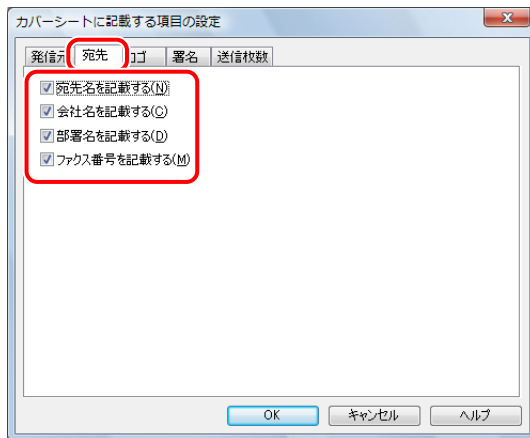 カバーシートに記載する項目の設定
発信元 宛先 ロゴ 署名 送信枚数
宛先名を記載する(N)
会社名を記載する(C)
部署名を記載する(D)
ファクス番号を記載する(M)
OK キャンセル ヘルプ